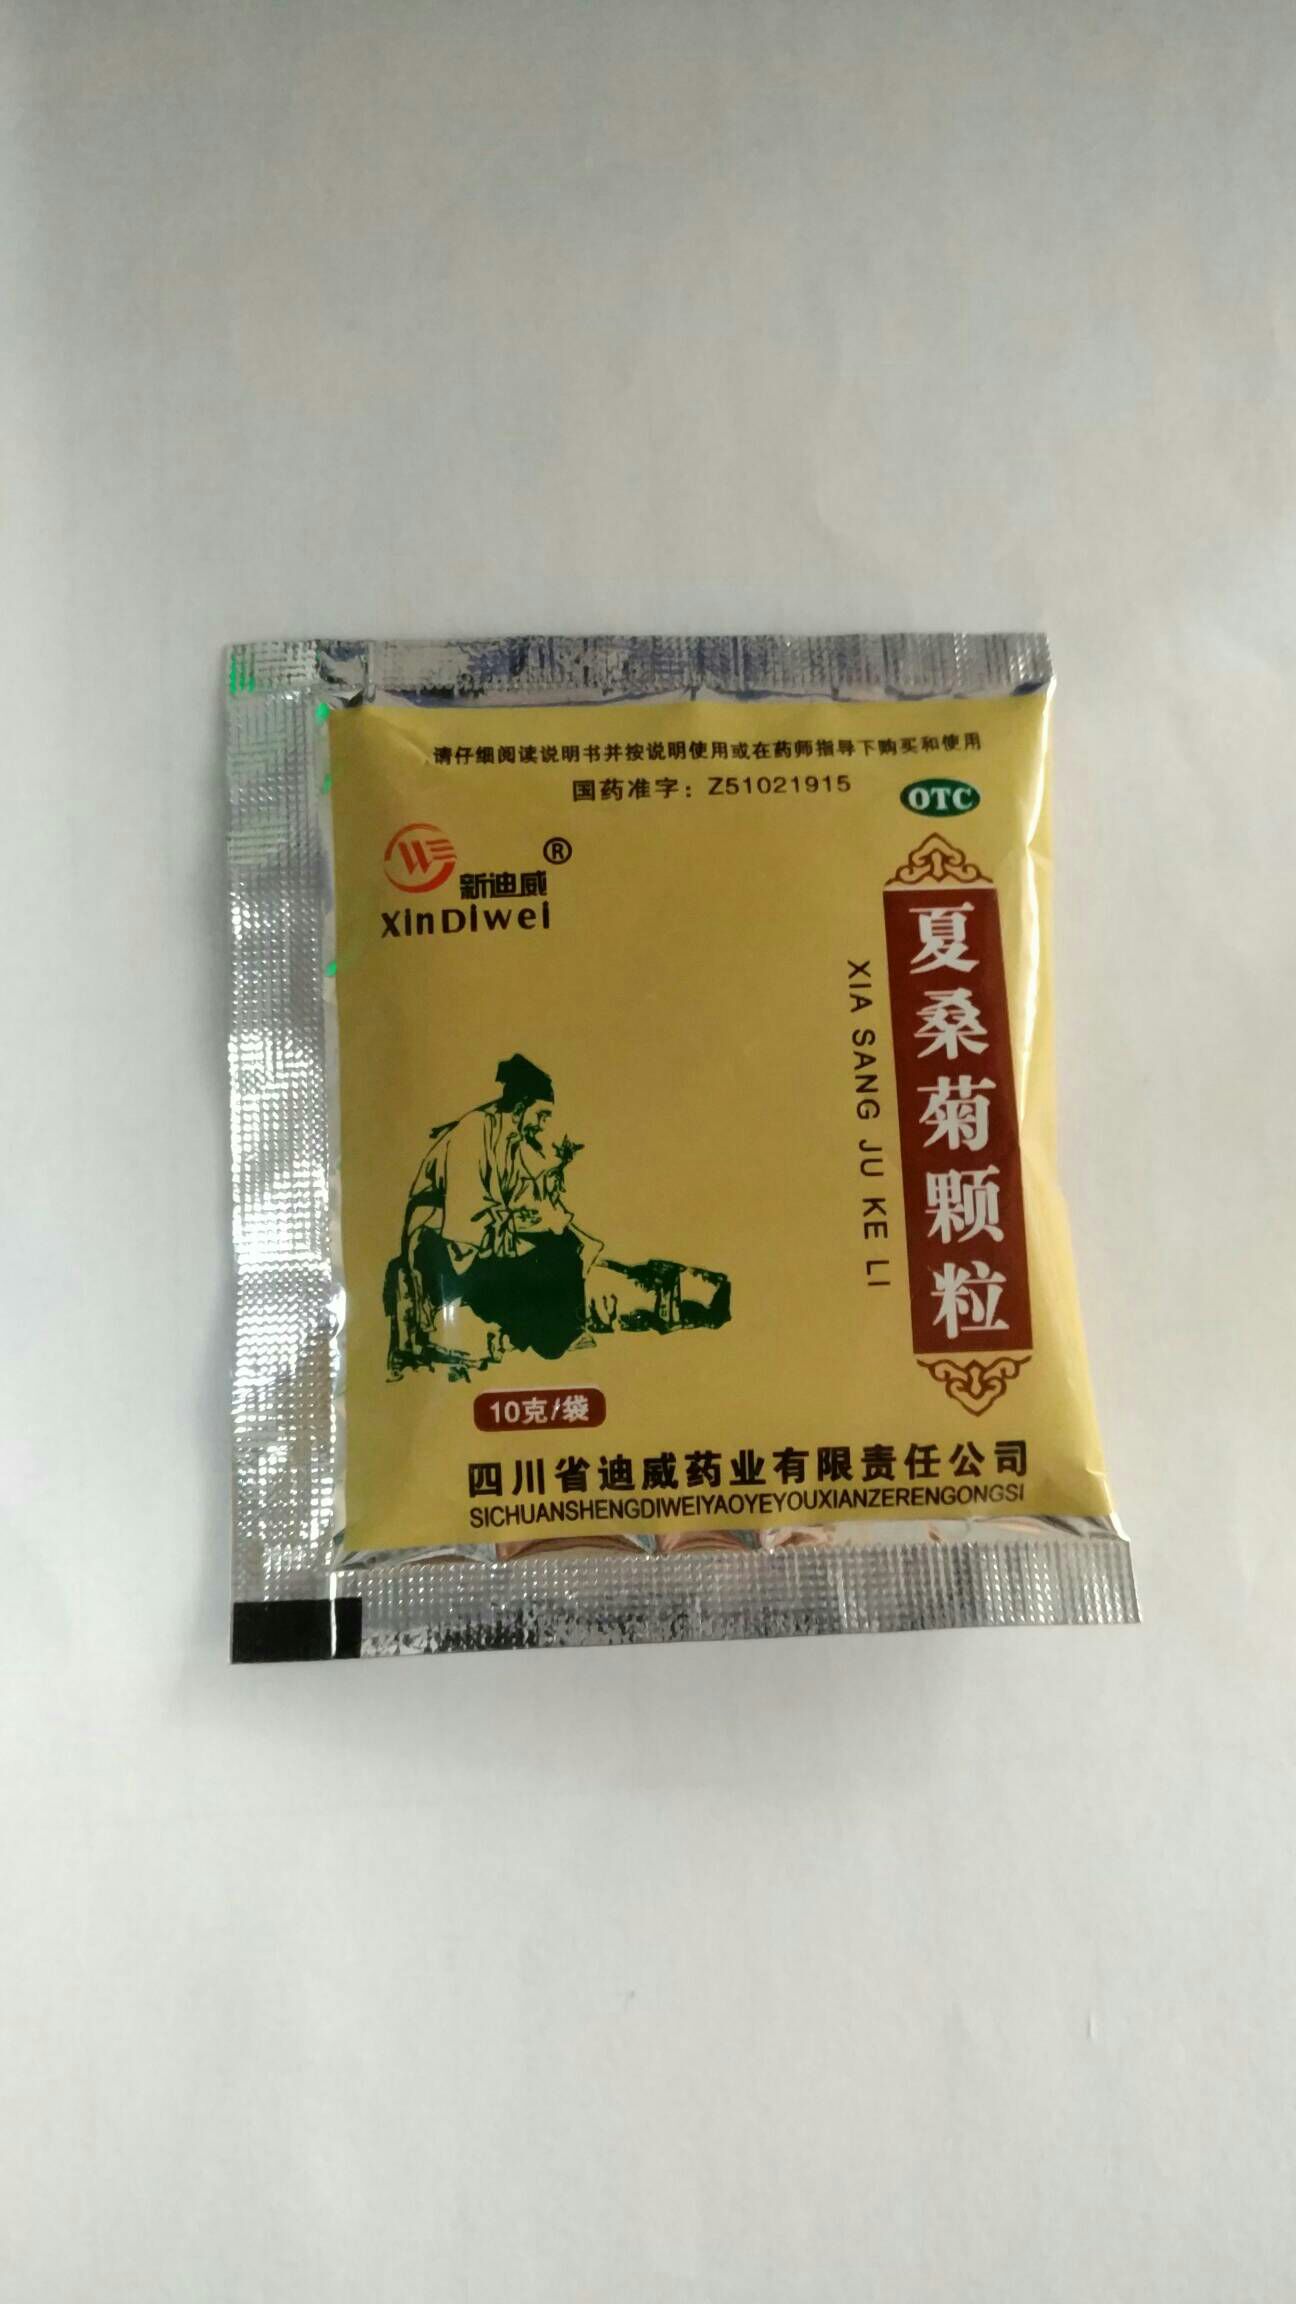 请仔细阅读说明书并按说明使用或在药师指导下购买和使用
国药准字：Z51021915
OTC
新迪威®
XinDiwei
夏桑菊颗粒
XIA SANG JU KE LI
10克/袋
四川省迪威药业有限责任公司
SICHUANSHENGDIWEIYAOYEYOUXIANZERENGONGSI